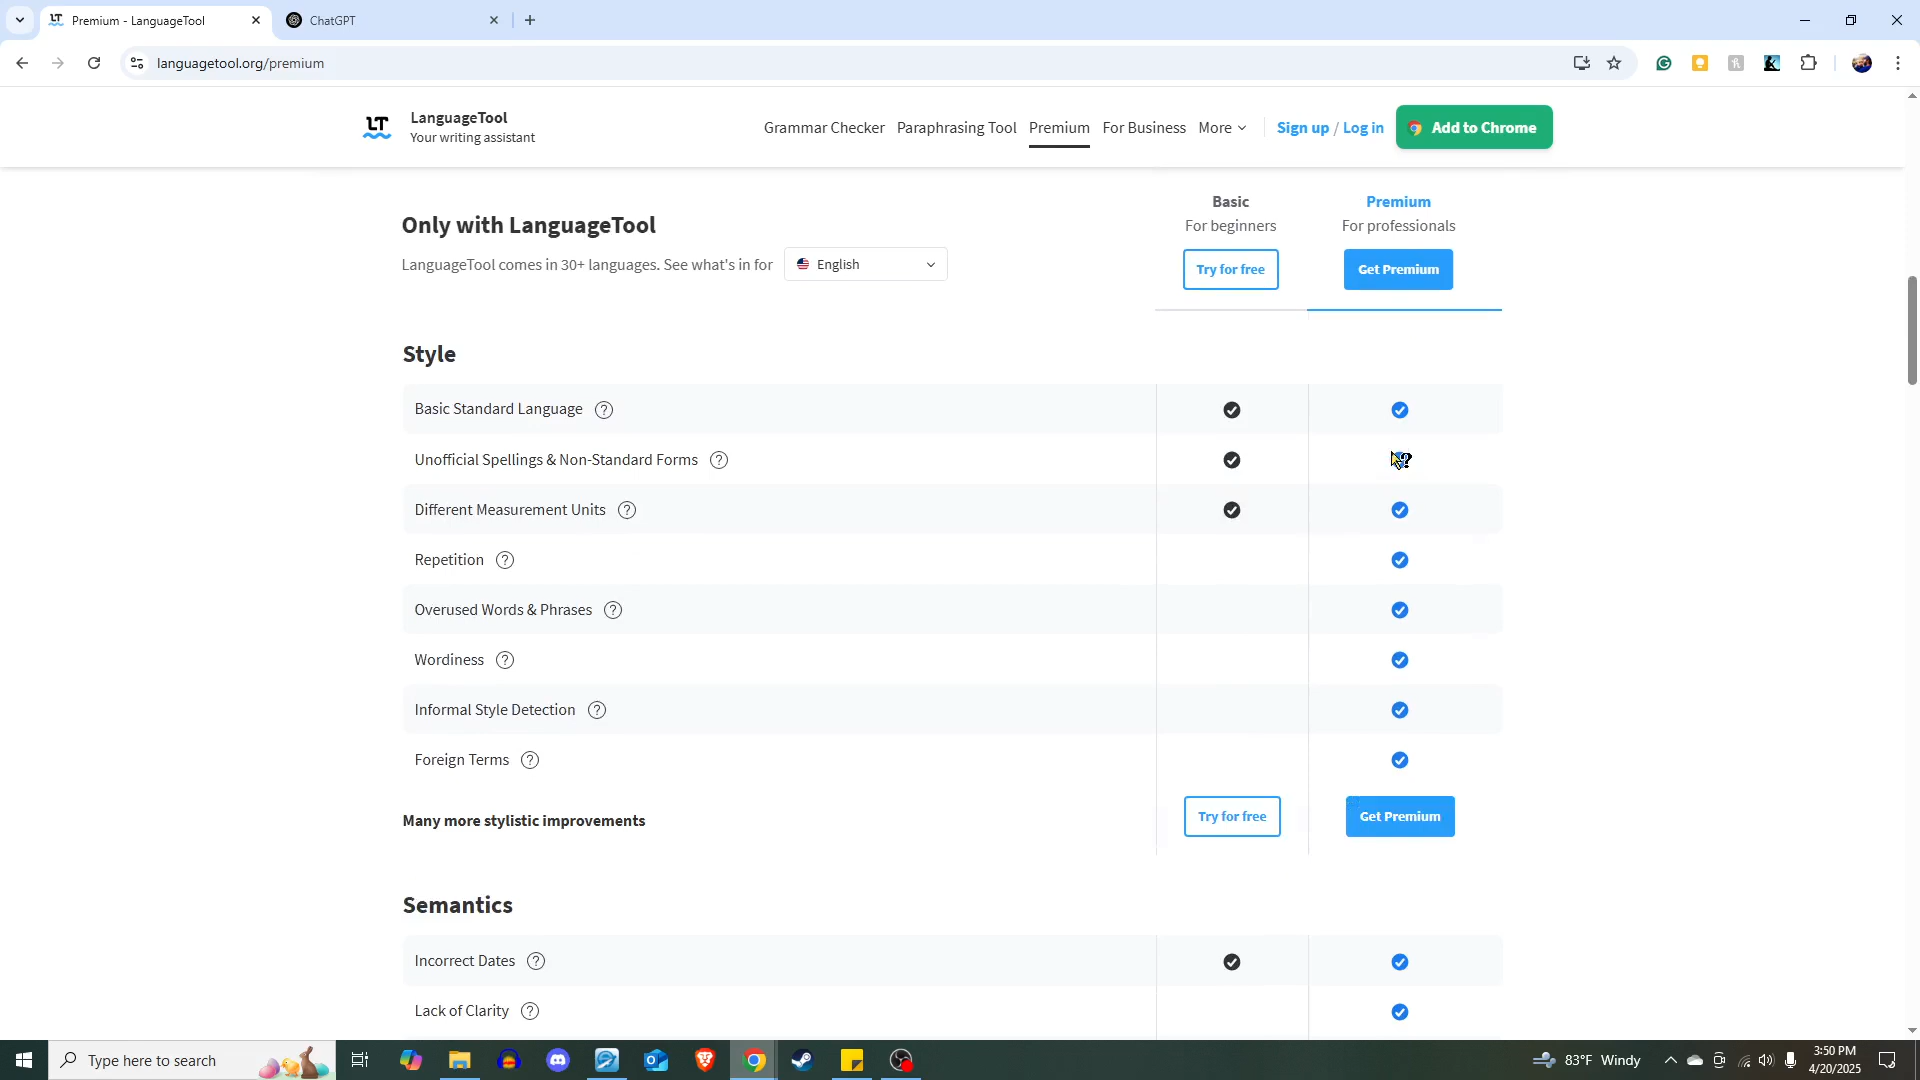 Premium - LanguageTool
ChatGPT
languagetool.org/premium
LT
LanguageTool
Your writing assistant
Grammar Checker
Paraphrasing Tool
Premium
For Business
More
Sign up / Log in
Add to Chrome
Only with LanguageTool
LanguageTool comes in 30+ languages. See what's in for
English
Basic
For beginners
Try for free
Premium
For professionals
Get Premium
Style
Basic Standard Language ?
Unofficial Spellings & Non-Standard Forms ?
Different Measurement Units ?
Repetition ?
Overused Words & Phrases ?
Wordiness ?
Informal Style Detection ?
Foreign Terms ?
Many more stylistic improvements
Try for free
Get Premium
Semantics
Incorrect Dates ?
Lack of Clarity ?
Type here to search
83°F Windy
3:50 PM
4/20/2025